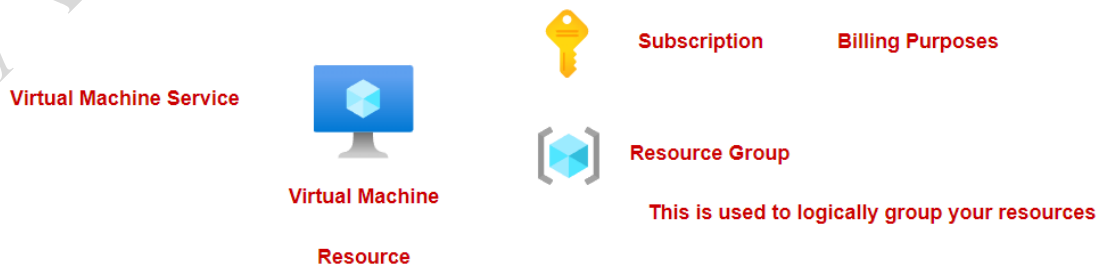 Subscription Billing Purposes
Virtual Machine Service
Resource Group
Virtual Machine
This is used to logically group your resources
Resource